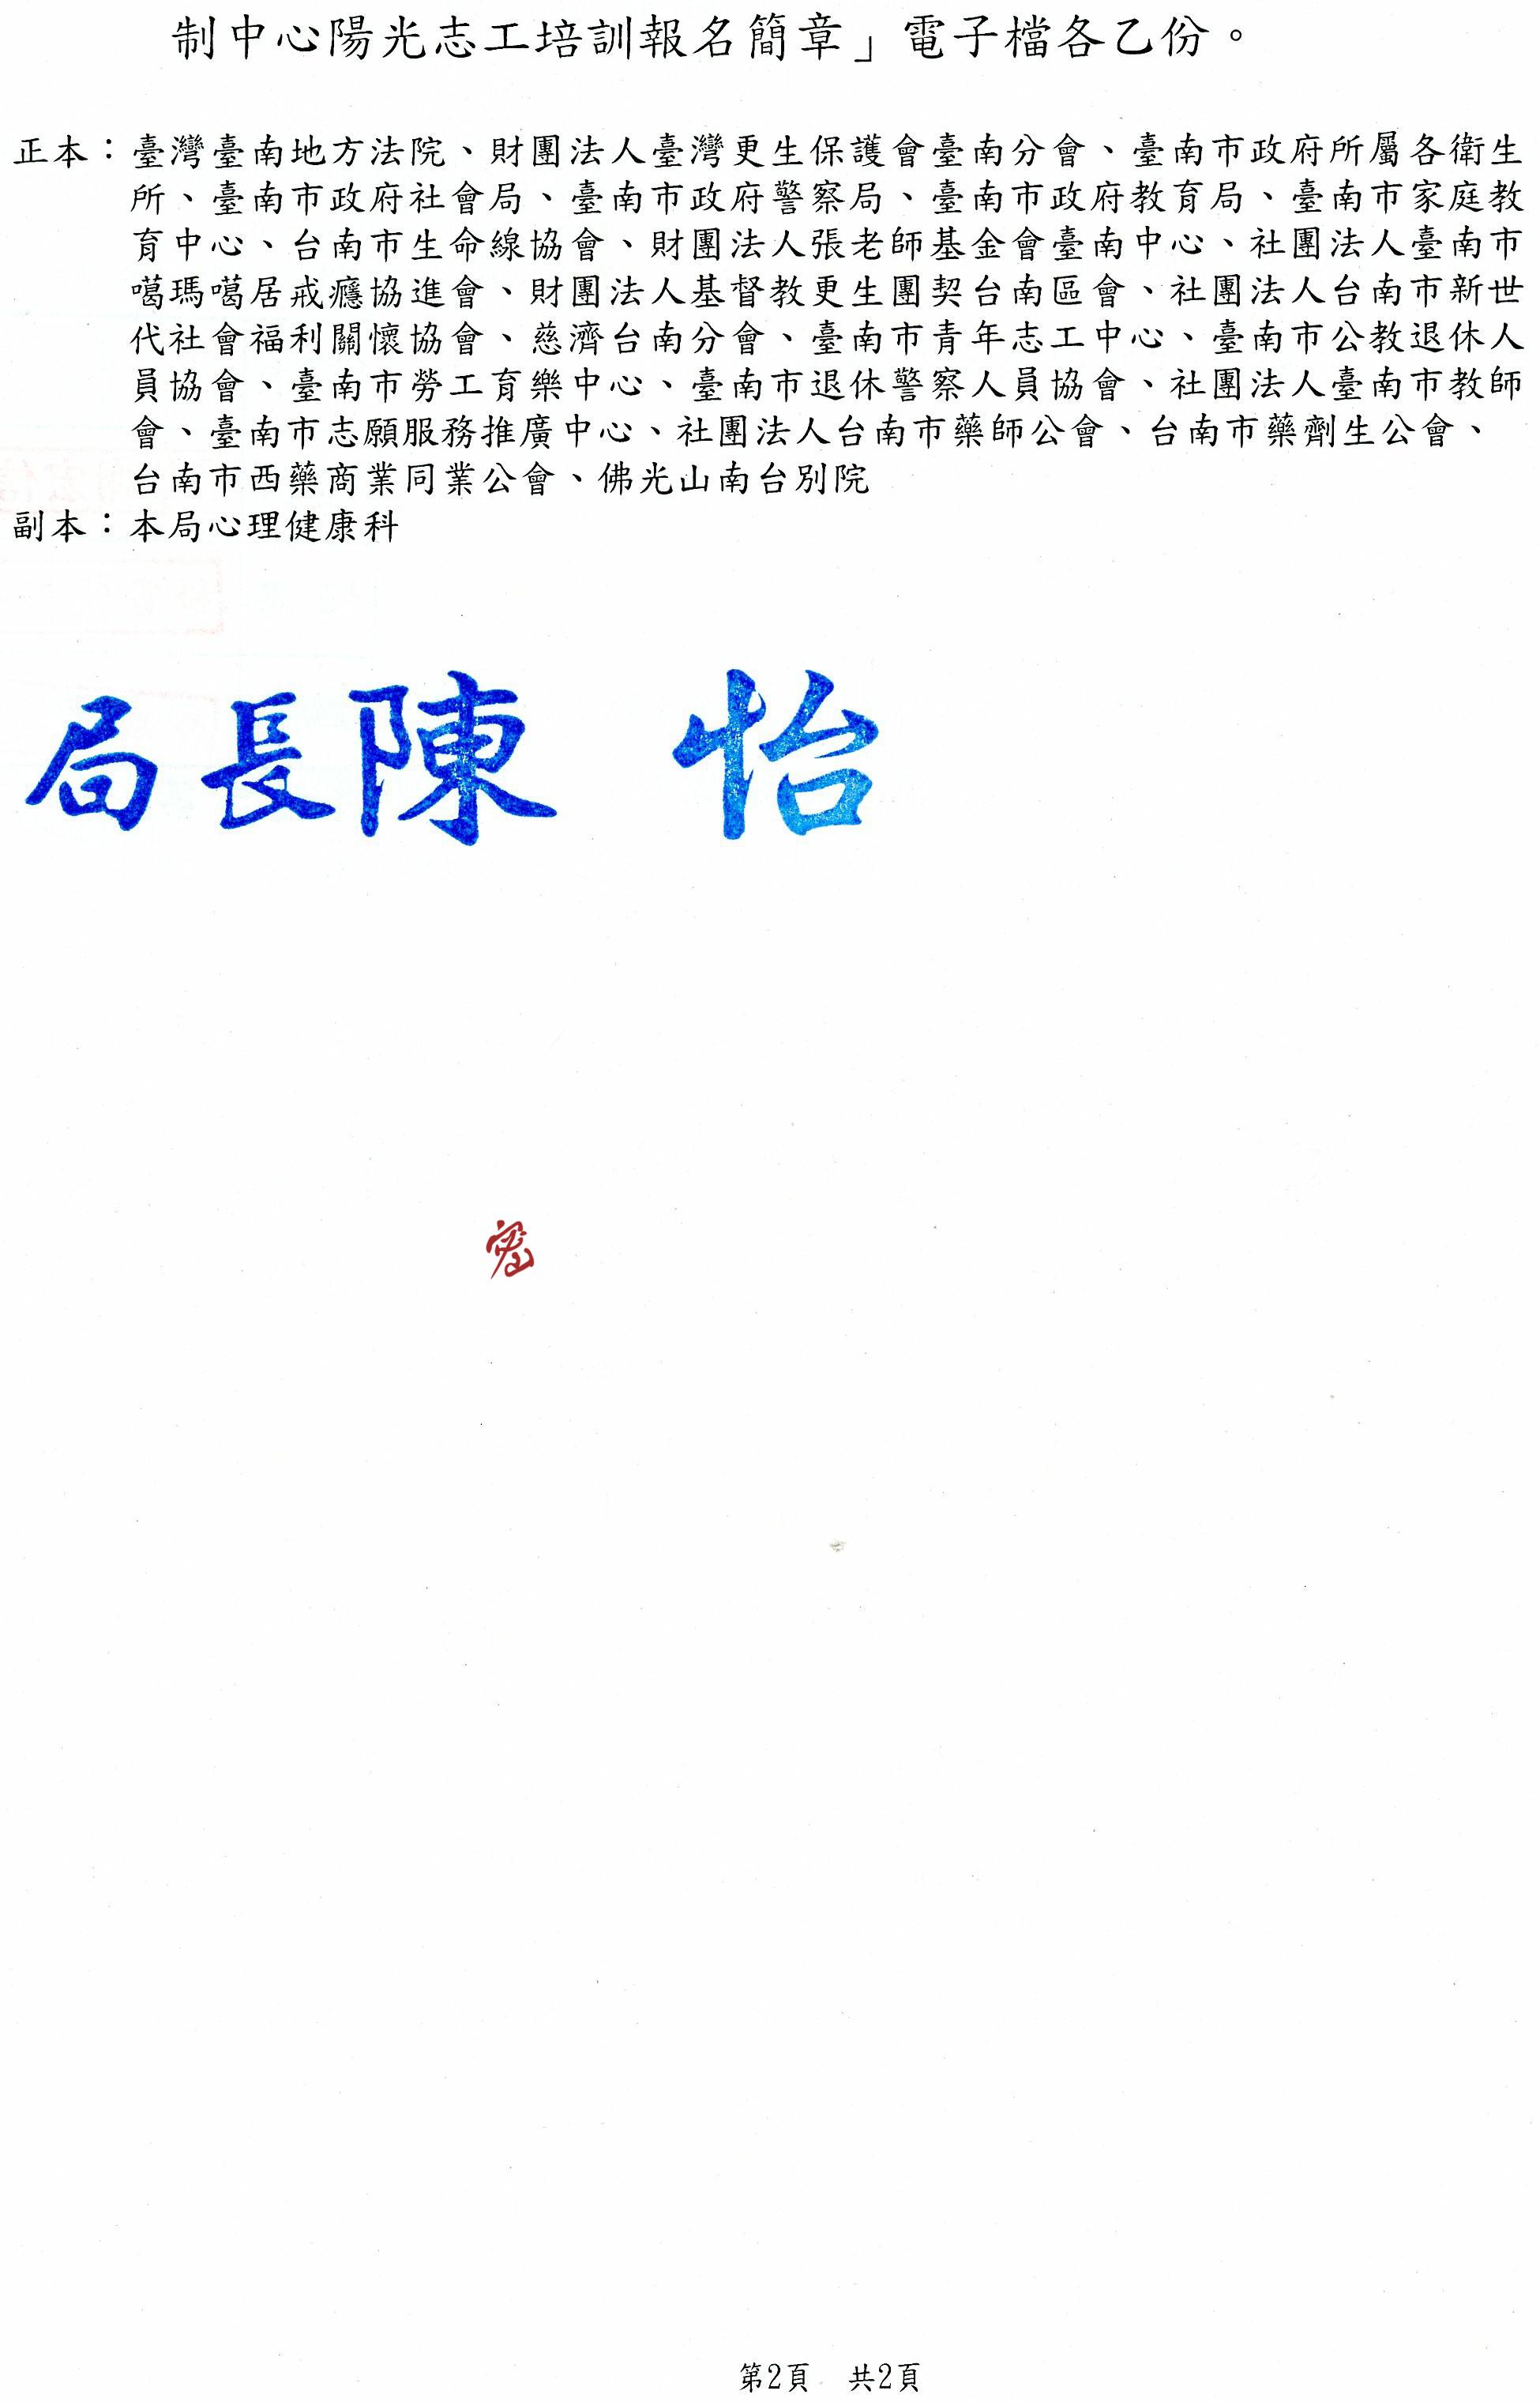 制中心陽光志工培訓報名簡章」電子檔各乙份。
正本：臺灣臺南地方法院、財團法人臺灣更生保護會臺南分會、臺南市政府所屬各衛生
所、臺南市政府社會局、臺南市政府警察局、臺南市政府教育局、臺南市家庭教
育中心、台南市生命線協會、財團法人張老師基金會臺南中心、社團法人臺南市
噶瑪噶居戒癮協進會、財團法人基督教更生團契台南區會、社團法人台南市新世
代社會福利關懷協會、慈濟台南分會、臺南市青年志工中心、臺南市公教退休人
員協會、臺南市勞工育樂中心、臺南市退休警察人員協會、社團法人臺南市教師
會、臺南市志願服務推廣中心、社團法人台南市藥師公會、台南市藥劑生公會、
台南市西藥商業同業公會、佛光山南台別院
副本：本局心理健康科
局長陳 怡
第2頁 共2頁